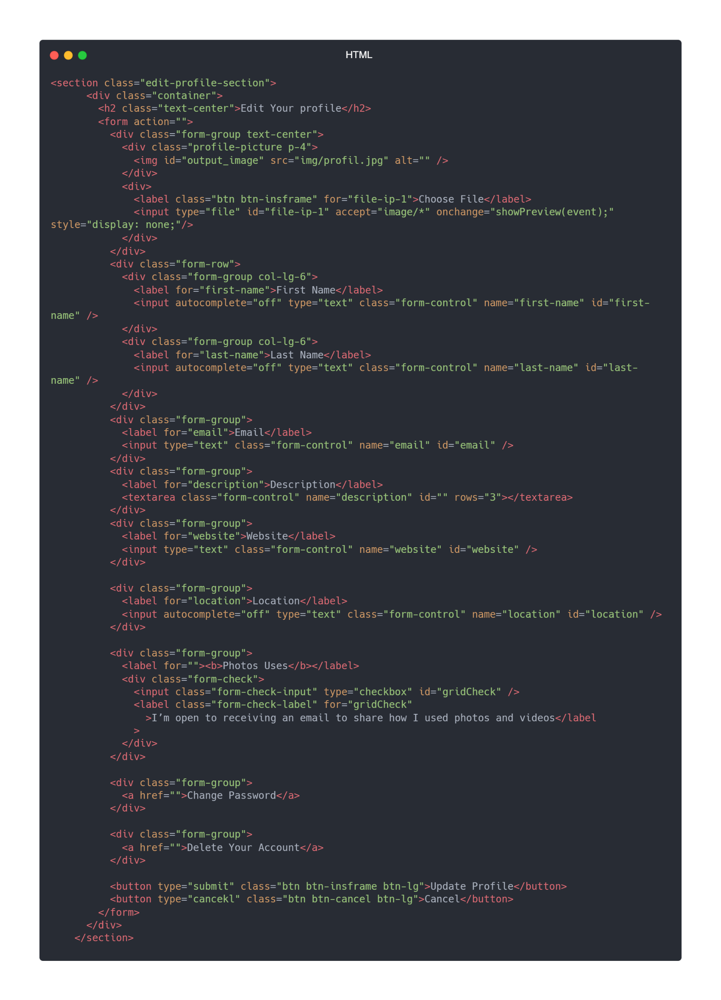 HTML
<section class="edit-profile-section">
      <div class="container">
        <h2 class="text-center">Edit Your profile</h2>
        <form action="">
          <div class="form-group text-center">
            <div class="profile-picture p-4">
              <img id="output_image" src="img/profil.jpg" alt="" />
            </div>
            <div>
              <label class="btn btn-insframe" for="file-ip-1">Choose File</label>
              <input type="file" id="file-ip-1" accept="image/*" onchange="showPreview(event);"
style="display: none;"/>
            </div>
          </div>
          <div class="form-row">
            <div class="form-group col-lg-6">
              <label for="first-name">First Name</label>
              <input autocomplete="off" type="text" class="form-control" name="first-name" id="first-
name" />
            </div>
            <div class="form-group col-lg-6">
              <label for="last-name">Last Name</label>
              <input autocomplete="off" type="text" class="form-control" name="last-name" id="last-
name" />
            </div>
          </div>
          <div class="form-group">
            <label for="email">Email</label>
            <input type="text" class="form-control" name="email" id="email" />
          </div>
          <div class="form-group">
            <label for="description">Description</label>
            <textarea class="form-control" name="description" id="" rows="3"></textarea>
          </div>
          <div class="form-group">
            <label for="website">Website</label>
            <input type="text" class="form-control" name="website" id="website" />
          </div>

          <div class="form-group">
            <label for="location">Location</label>
            <input autocomplete="off" type="text" class="form-control" name="location" id="location" />
          </div>

          <div class="form-group">
            <label for=""><b>Photos Uses</b></label>
            <div class="form-check">
              <input class="form-check-input" type="checkbox" id="gridCheck" />
              <label class="form-check-label" for="gridCheck"
                >I’m open to receiving an email to share how I used photos and videos</label
              >
            </div>
          </div>

          <div class="form-group">
            <a href="">Change Password</a>
          </div>

          <div class="form-group">
            <a href="">Delete Your Account</a>
          </div>

          <button type="submit" class="btn btn-insframe btn-lg">Update Profile</button>
          <button type="cancekl" class="btn btn-cancel btn-lg">Cancel</button>
        </form>
      </div>
    </section>